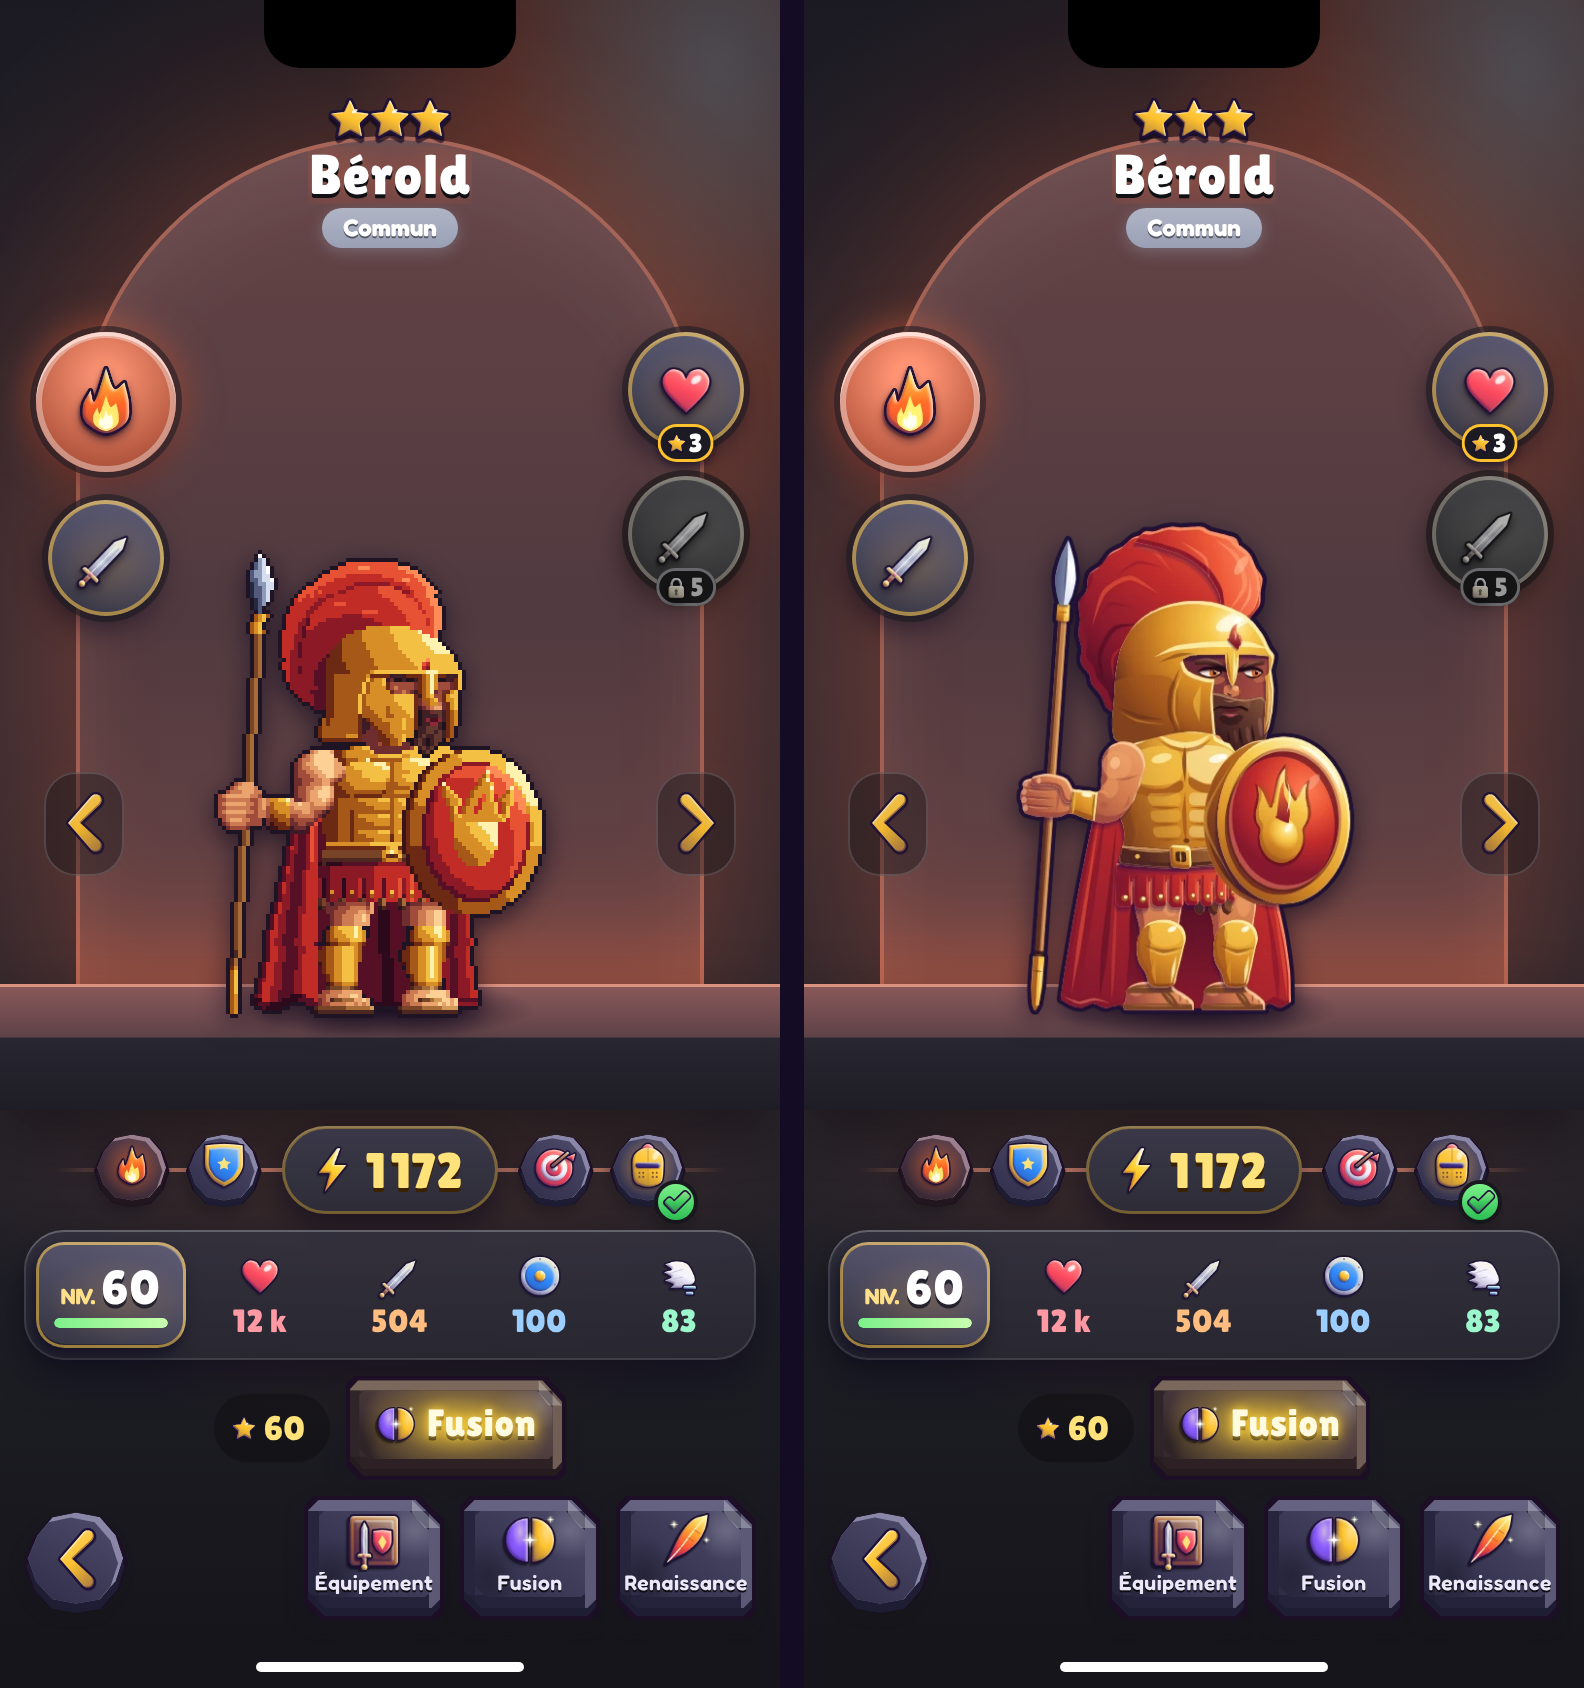 Bérold
Commun
3
5
1172
NIV. 60
12 k
504
100
83
60
Fusion
Équipement
Fusion
Renaissance
Bérold
Commun
3
5
1172
NIV. 60
12 k
504
100
83
60
Fusion
Équipement
Fusion
Renaissance